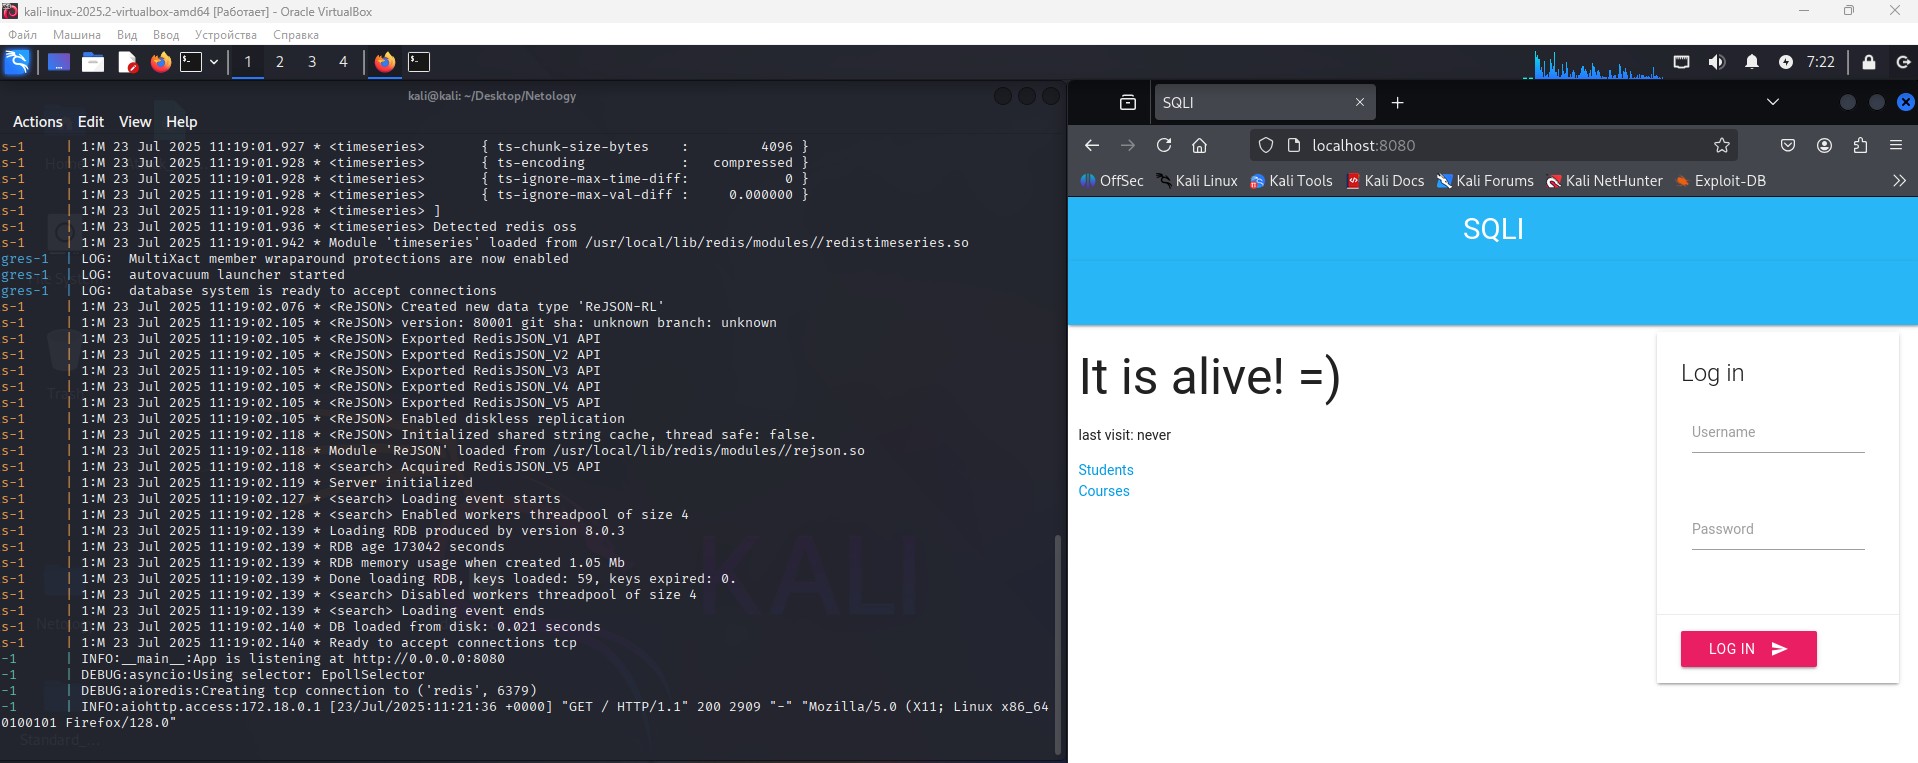 kali-linux-2025.2-virtualbox-amd64 [Работает] - Oracle VirtualBox
Файл Машина Вид Ввод Устройства Справка
1 2 3 4 7:22
kali@kali: ~/Desktop/Netology
Actions Edit View Help
s-1 | 1:M 23 Jul 2025 11:19:01.927 * <timeseries> { ts-chunk-size-bytes : 4096 }
s-1 | 1:M 23 Jul 2025 11:19:01.928 * <timeseries> { ts-encoding : compressed }
s-1 | 1:M 23 Jul 2025 11:19:01.928 * <timeseries> { ts-ignore-max-time-diff: 0 }
s-1 | 1:M 23 Jul 2025 11:19:01.928 * <timeseries> { ts-ignore-max-val-diff : 0.000000 }
s-1 | 1:M 23 Jul 2025 11:19:01.928 * <timeseries> ]
s-1 | 1:M 23 Jul 2025 11:19:01.936 * <timeseries> Detected redis oss
s-1 | 1:M 23 Jul 2025 11:19:01.942 * Module 'timeseries' loaded from /usr/local/lib/redis/modules//redistimeseries.so
gres-1 | LOG: MultiXact member wraparound protections are now enabled
gres-1 | LOG: autovacuum launcher started
gres-1 | LOG: database system is ready to accept connections
s-1 | 1:M 23 Jul 2025 11:19:02.076 * <ReJSON> Created new data type 'ReJSON-RL'
s-1 | 1:M 23 Jul 2025 11:19:02.105 * <ReJSON> version: 80001 git sha: unknown branch: unknown
s-1 | 1:M 23 Jul 2025 11:19:02.105 * <ReJSON> Exported RedisJSON_V1 API
s-1 | 1:M 23 Jul 2025 11:19:02.105 * <ReJSON> Exported RedisJSON_V2 API
s-1 | 1:M 23 Jul 2025 11:19:02.105 * <ReJSON> Exported RedisJSON_V3 API
s-1 | 1:M 23 Jul 2025 11:19:02.105 * <ReJSON> Exported RedisJSON_V4 API
s-1 | 1:M 23 Jul 2025 11:19:02.105 * <ReJSON> Exported RedisJSON_V5 API
s-1 | 1:M 23 Jul 2025 11:19:02.105 * <ReJSON> Enabled diskless replication
s-1 | 1:M 23 Jul 2025 11:19:02.118 * <ReJSON> Initialized shared string cache, thread safe: false.
s-1 | 1:M 23 Jul 2025 11:19:02.118 * Module 'ReJSON' loaded from /usr/local/lib/redis/modules//rejson.so
s-1 | 1:M 23 Jul 2025 11:19:02.118 * <search> Acquired RedisJSON_V5 API
s-1 | 1:M 23 Jul 2025 11:19:02.119 * Server initialized
s-1 | 1:M 23 Jul 2025 11:19:02.127 * <search> Loading event starts
s-1 | 1:M 23 Jul 2025 11:19:02.128 * <search> Enabled workers threadpool of size 4
s-1 | 1:M 23 Jul 2025 11:19:02.139 * Loading RDB produced by version 8.0.3
s-1 | 1:M 23 Jul 2025 11:19:02.139 * RDB age 173042 seconds
s-1 | 1:M 23 Jul 2025 11:19:02.139 * RDB memory usage when created 1.05 Mb
s-1 | 1:M 23 Jul 2025 11:19:02.139 * Done loading RDB, keys loaded: 59, keys expired: 0.
s-1 | 1:M 23 Jul 2025 11:19:02.139 * <search> Disabled workers threadpool of size 4
s-1 | 1:M 23 Jul 2025 11:19:02.139 * <search> Loading event ends
s-1 | 1:M 23 Jul 2025 11:19:02.140 * DB loaded from disk: 0.021 seconds
s-1 | 1:M 23 Jul 2025 11:19:02.140 * Ready to accept connections tcp
-1 | INFO:__main__:App is listening at http://0.0.0.0:8080
-1 | DEBUG:asyncio:Using selector: EpollSelector
-1 | DEBUG:aioredis:Creating tcp connection to ('redis', 6379)
-1 | INFO:aiohttp.access:172.18.0.1 [23/Jul/2025:11:21:36 +0000] "GET / HTTP/1.1" 200 2909 "-" "Mozilla/5.0 (X11; Linux x86_64
0100101 Firefox/128.0"
KALI
SQLI
localhost:8080
OffSec Kali Linux Kali Tools Kali Docs Kali Forums Kali NetHunter Exploit-DB
SQLI
It is alive! =)
last visit: never
Students
Courses
Log in
Username
Password
LOG IN